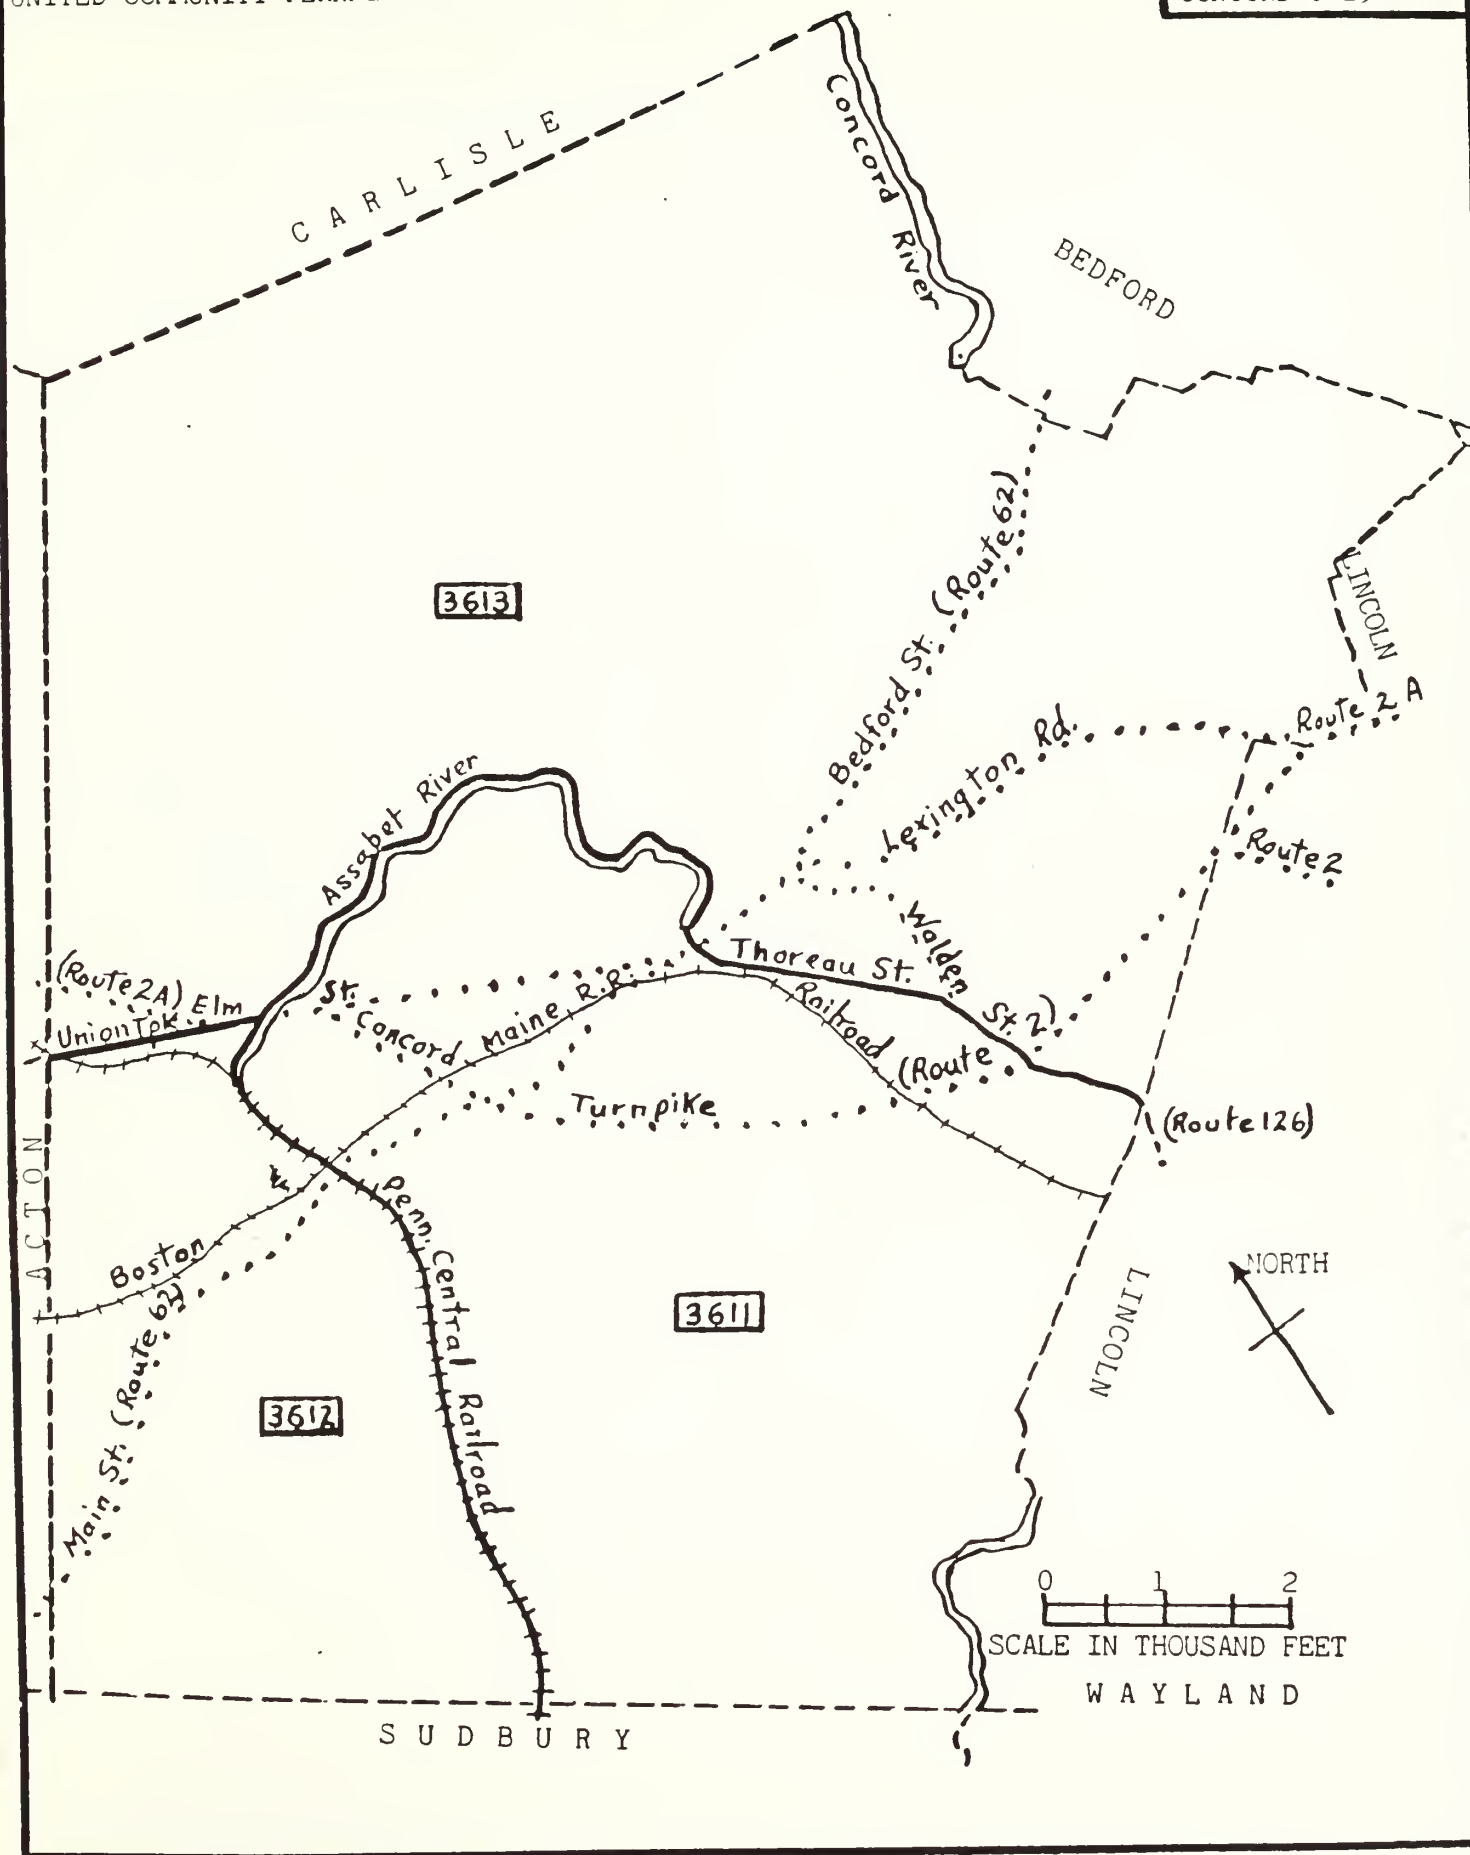 UNITED COMMUNITY
CONCORD
CARLISLE
Concord River
BEDFORD
Bedford St. (Route 62)
3613
LINCOLN
Route 2 A
Lexington Rd.
Assabet River
Route 2
Walden St.
Thoreau St.
(Route 2A) Elm St.
Union Tpk
Concord Turnpike (Route 2)
Boston Maine R.R.
Railroad
(Route 126)
ACTON
Penn. Central Railroad
NORTH
LINCOLN
3611
3612
Main St. (Route 62)
0 1 2
SCALE IN THOUSAND FEET
WAYLAND
SUDBURY